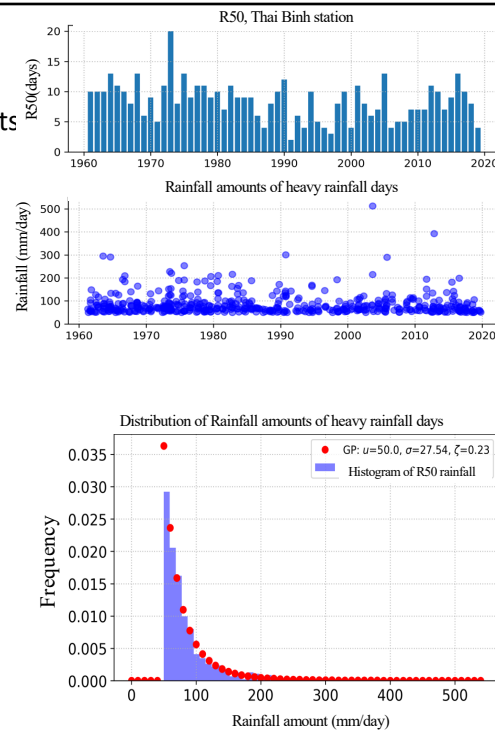 R50, Thai Binh station
ts
R50(days)
20
15
10
5
0
1960 1970 1980 1990 2000 2010 2020
Rainfall amounts of heavy rainfall days
Rainfall (mm/day)
500
400
300
200
100
0
1960 1970 1980 1990 2000 2010 2020
Distribution of Rainfall amounts of heavy rainfall days
GP: u=50.0, σ=27.54, ζ=0.23
Histogram of R50 rainfall
Frequency
0.035
0.030
0.025
0.020
0.015
0.010
0.005
0.000
0 100 200 300 400 500
Rainfall amount (mm/day)